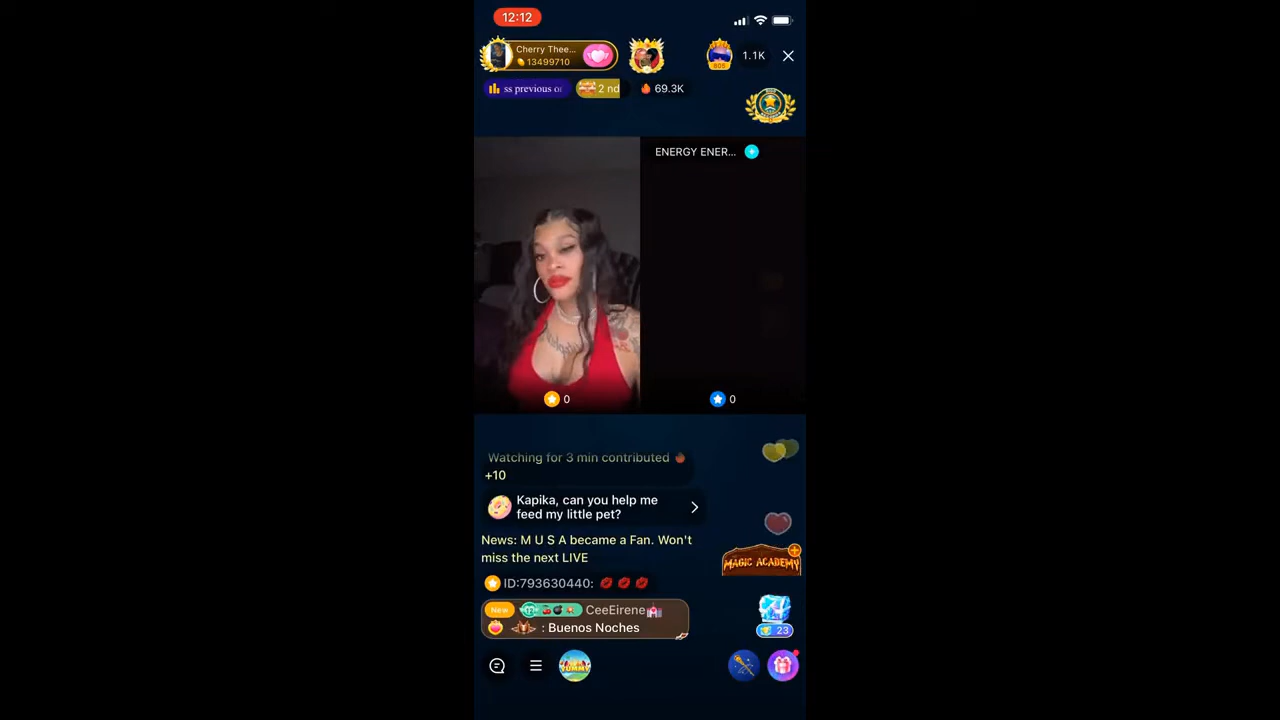 12:12
Cherry Thee...
13499710
805
1.1K
ss previous
2 nd
69.3K
ENERGY ENER...
0
0
Watching for 3 min contributed
+10
Kapika, can you help me
feed my little pet?
News: M U S A became a Fan. Won't
miss the next LIVE
MAGIC ACADEMY
ID:793630440: 💋 💋 💋
New
CeeEirene
: Buenos Noches
23
YUMMY